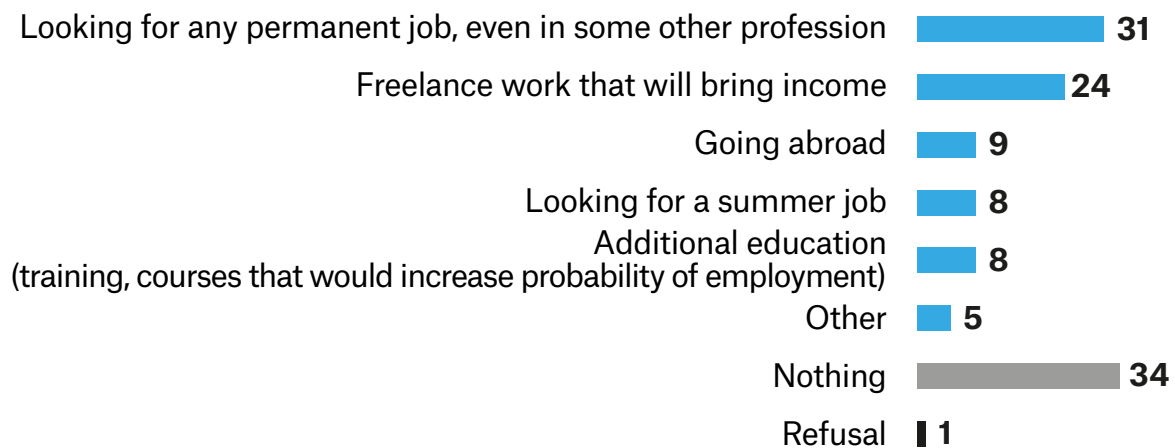 Looking for any permanent job, even in some other profession 31
Freelance work that will bring income 24
Going abroad 9
Looking for a summer job 8
Additional education
(training, courses that would increase probability of employment) 8
Other 5
Nothing 34
Refusal 1